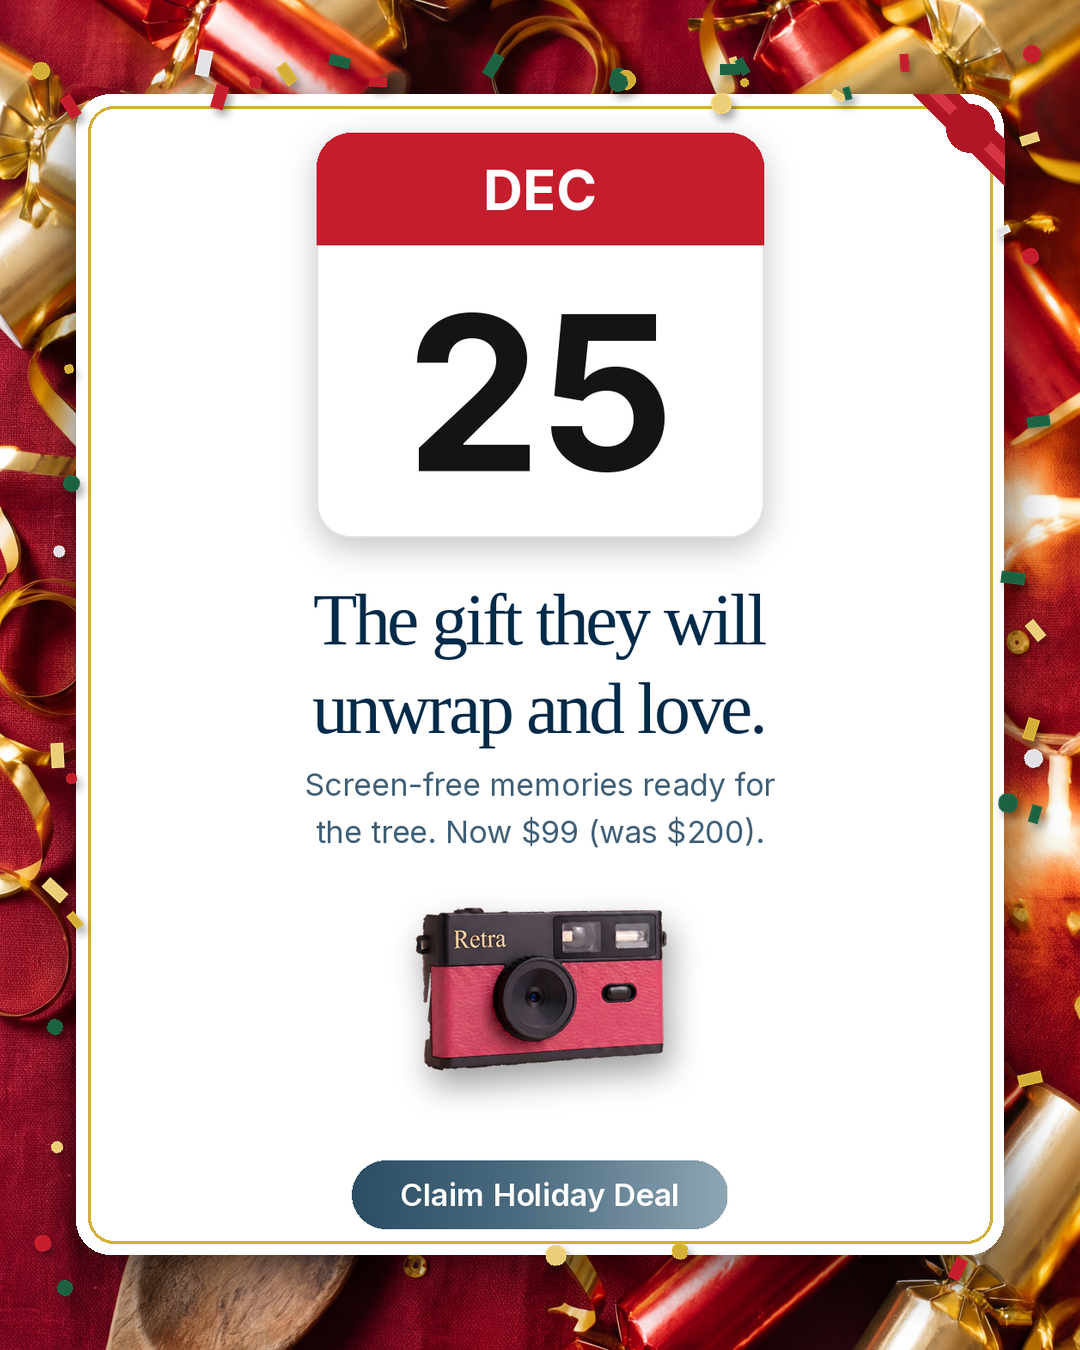 DEC
25
The gift they will
unwrap and love.
Screen-free memories ready for
the tree. Now $99 (was $200).
Retra
Claim Holiday Deal